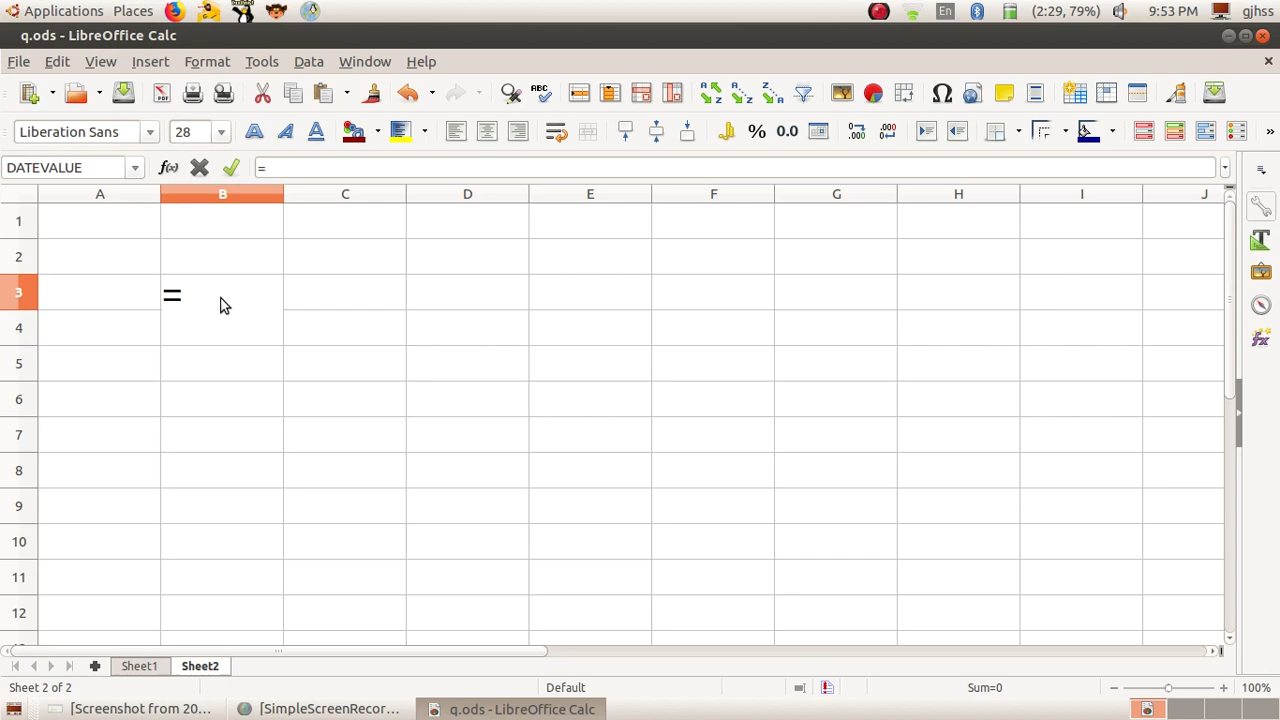 Applications Places En (2:29, 79%) 9:53 PM gjhss
q.ods - LibreOffice Calc
File Edit View Insert Format Tools Data Window Help
Liberation Sans 28 % 0.0
DATEVALUE f(x) =
A B C D E F G H I J
1
2
3 =
4
5
6
7
8
9
10
11
12
Sheet1 Sheet2
Sheet 2 of 2 Default Sum=0 100%
[Screenshot from 20... [SimpleScreenRecor... q.ods - LibreOffice Calc